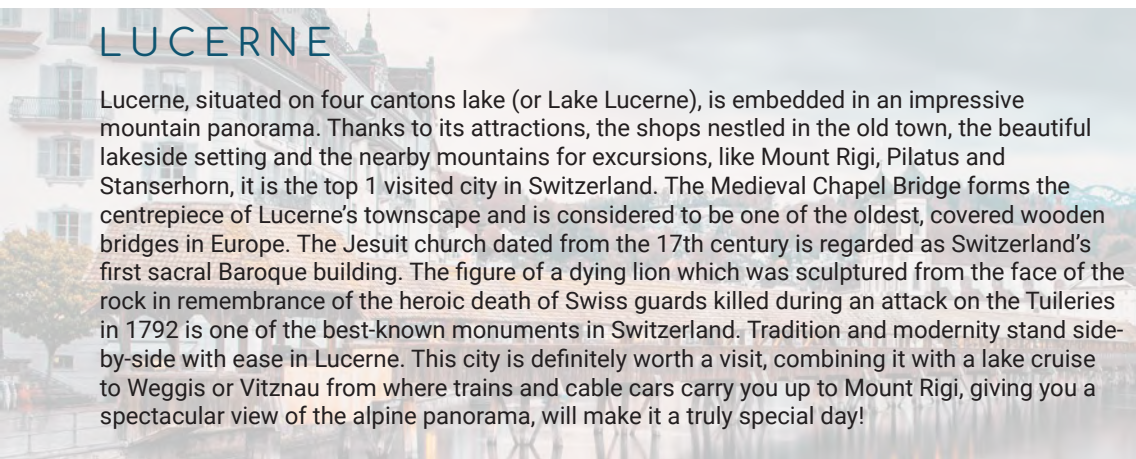 LUCERNE
Lucerne, situated on four cantons lake (or Lake Lucerne), is embedded in an impressive
mountain panorama. Thanks to its attractions, the shops nestled in the old town, the beautiful
lakeside setting and the nearby mountains for excursions, like Mount Rigi, Pilatus and
Stanserhorn, it is the top 1 visited city in Switzerland. The Medieval Chapel Bridge forms the
centrepiece of Lucerne's townscape and is considered to be one of the oldest, covered wooden
bridges in Europe. The Jesuit church dated from the 17th century is regarded as Switzerland's
first sacral Baroque building. The figure of a dying lion which was sculptured from the face of the
rock in remembrance of the heroic death of Swiss guards killed during an attack on the Tuileries
in 1792 is one of the best-known monuments in Switzerland. Tradition and modernity stand side-
by-side with ease in Lucerne. This city is definitely worth a visit, combining it with a lake cruise
to Weggis or Vitznau from where trains and cable cars carry you up to Mount Rigi, giving you a
spectacular view of the alpine panorama, will make it a truly special day!